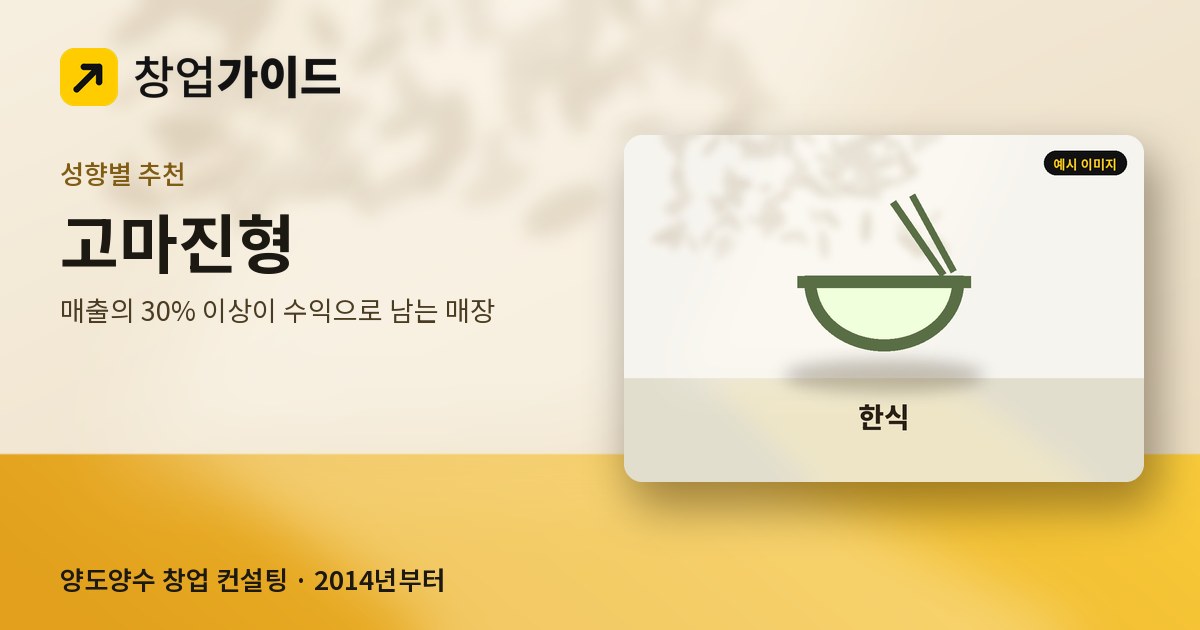 창업가이드
성향별 추천
고마진형
매출의 30% 이상이 수익으로 남는 매장
예시 이미지
한식
양도양수 창업 컨설팅 · 2014년부터